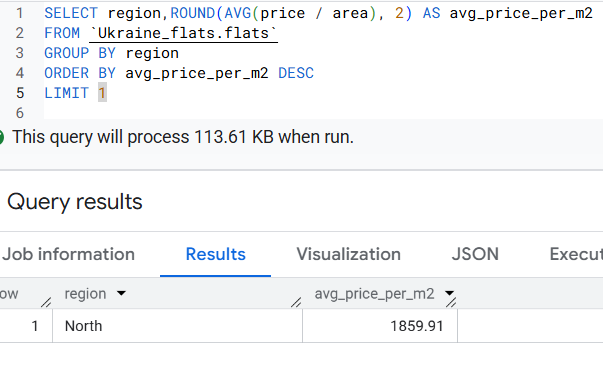 1 SELECT region,ROUND(AVG(price / area), 2) AS avg_price_per_m2
2 FROM `Ukraine_flats.flats`
3 GROUP BY region
4 ORDER BY avg_price_per_m2 DESC
5 LIMIT 1
6
This query will process 113.61 KB when run.
Query results
Job information Results Visualization JSON Execut
ow region avg_price_per_m2
1 North 1859.91